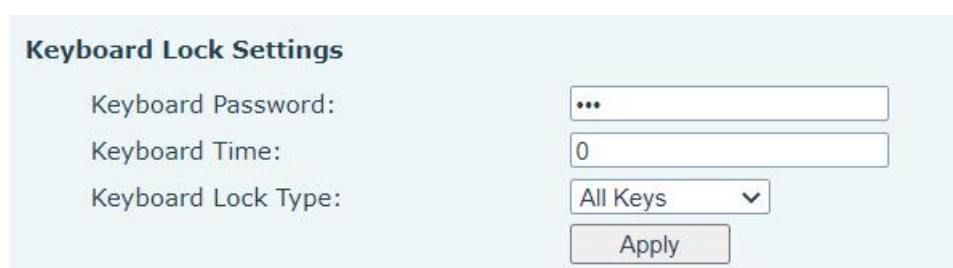 Keyboard Lock Settings
Keyboard Password: •••
Keyboard Time: 0
Keyboard Lock Type: All Keys
Apply